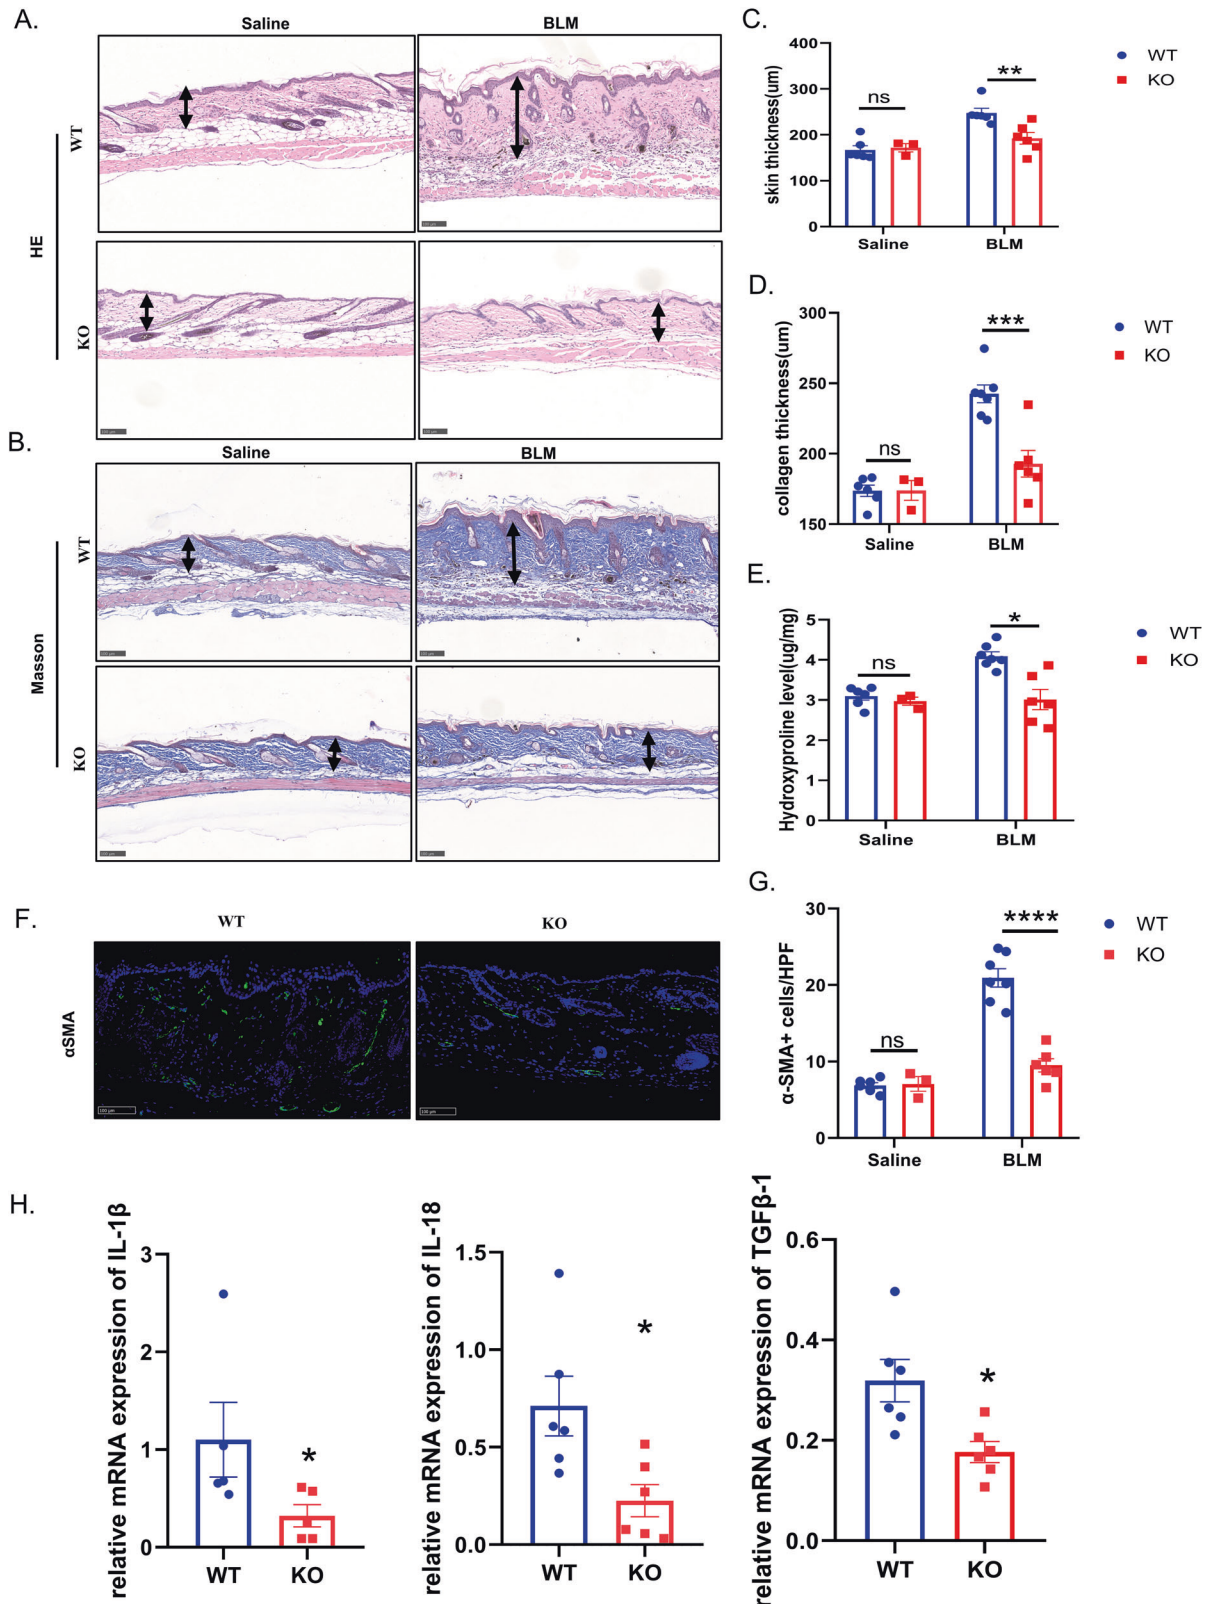 A.
Saline
BLM
WT
KO
HE
B.
Saline
BLM
WT
KO
Masson
C.
skin thickness(um)
400
300
200
100
0
ns
**
Saline
BLM
WT
KO
D.
collagen thickness(um)
300
250
200
150
ns
***
Saline
BLM
WT
KO
E.
Hydroxyproline level(ug/mg)
5
4
3
2
1
0
ns
*
Saline
BLM
WT
KO
F.
WT
KO
αSMA
100 μm
100 μm
G.
α-SMA+ cells/HPF
30
20
10
0
ns
****
Saline
BLM
WT
KO
H.
relative mRNA expression of IL-1β
3
2
1
0
*
WT
KO
relative mRNA expression of IL-18
1.5
1.0
0.5
0.0
*
WT
KO
relative mRNA expression of TGFβ-1
0.6
0.4
0.2
0.0
*
WT
KO